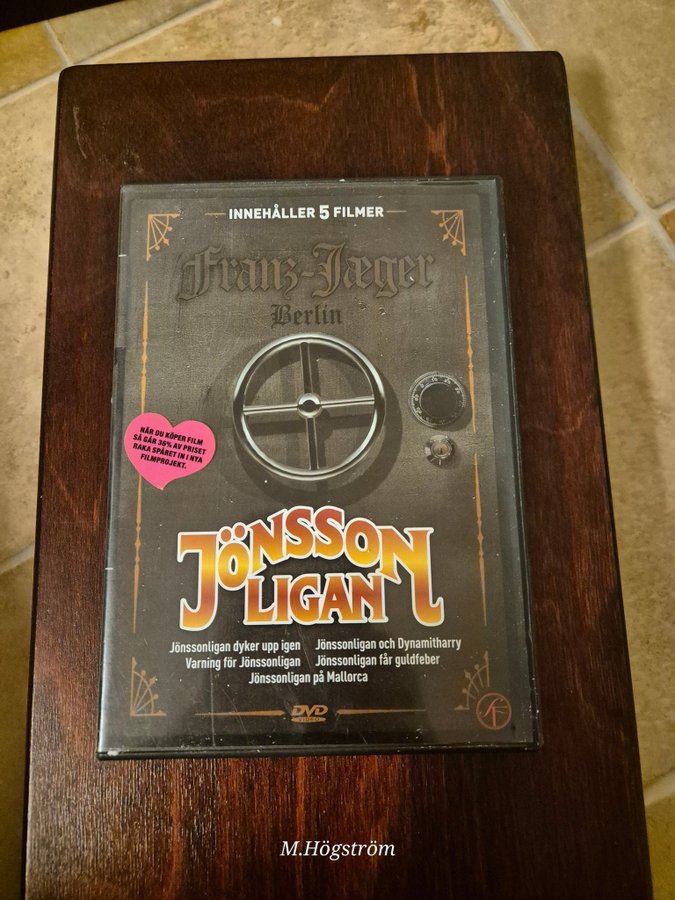 INNEHÅLLER 5 FILMER
Franz-Jæger
Berlin
NÄR DU KÖPER FILM
SÅ GÅR 36% AV PRISET
RAKA SPÅRET IN I NYA
FILMPROJEKT.
JÖNSSON
LIGAN
Jönssonligan dyker upp igen Jönssonligan och Dynamitharry
Varning för Jönssonligan Jönssonligan får guldfeber
Jönssonligan på Mallorca
DVD
VIDEO
SF
M.Högström